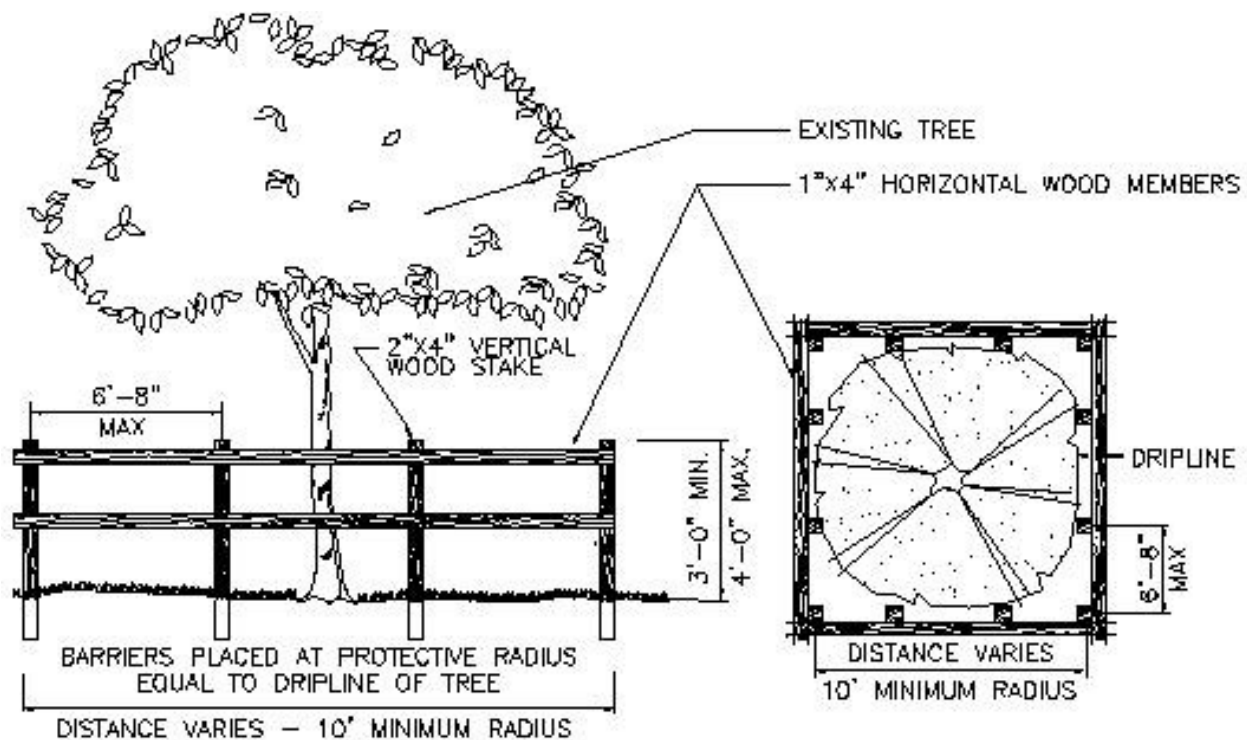 EXISTING TREE
1"X4" HORIZONTAL WOOD MEMBERS
2"X4" VERTICAL
WOOD STAKE
6'-8"
MAX
3'-0" MIN.
4'-0" MAX.
DRIPLINE
6'-8"
MAX
BARRIERS PLACED AT PROTECTIVE RADIUS
EQUAL TO DRIPLINE OF TREE
DISTANCE VARIES - 10' MINIMUM RADIUS
DISTANCE VARIES
10' MINIMUM RADIUS